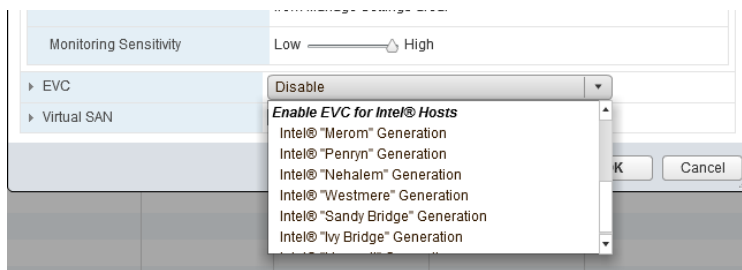 Monitoring Sensitivity
Low High
EVC
Disable
Virtual SAN
Enable EVC for Intel® Hosts
Intel® "Merom" Generation
Intel® "Penryn" Generation
Intel® "Nehalem" Generation
Intel® "Westmere" Generation
Intel® "Sandy Bridge" Generation
Intel® "Ivy Bridge" Generation
Cancel